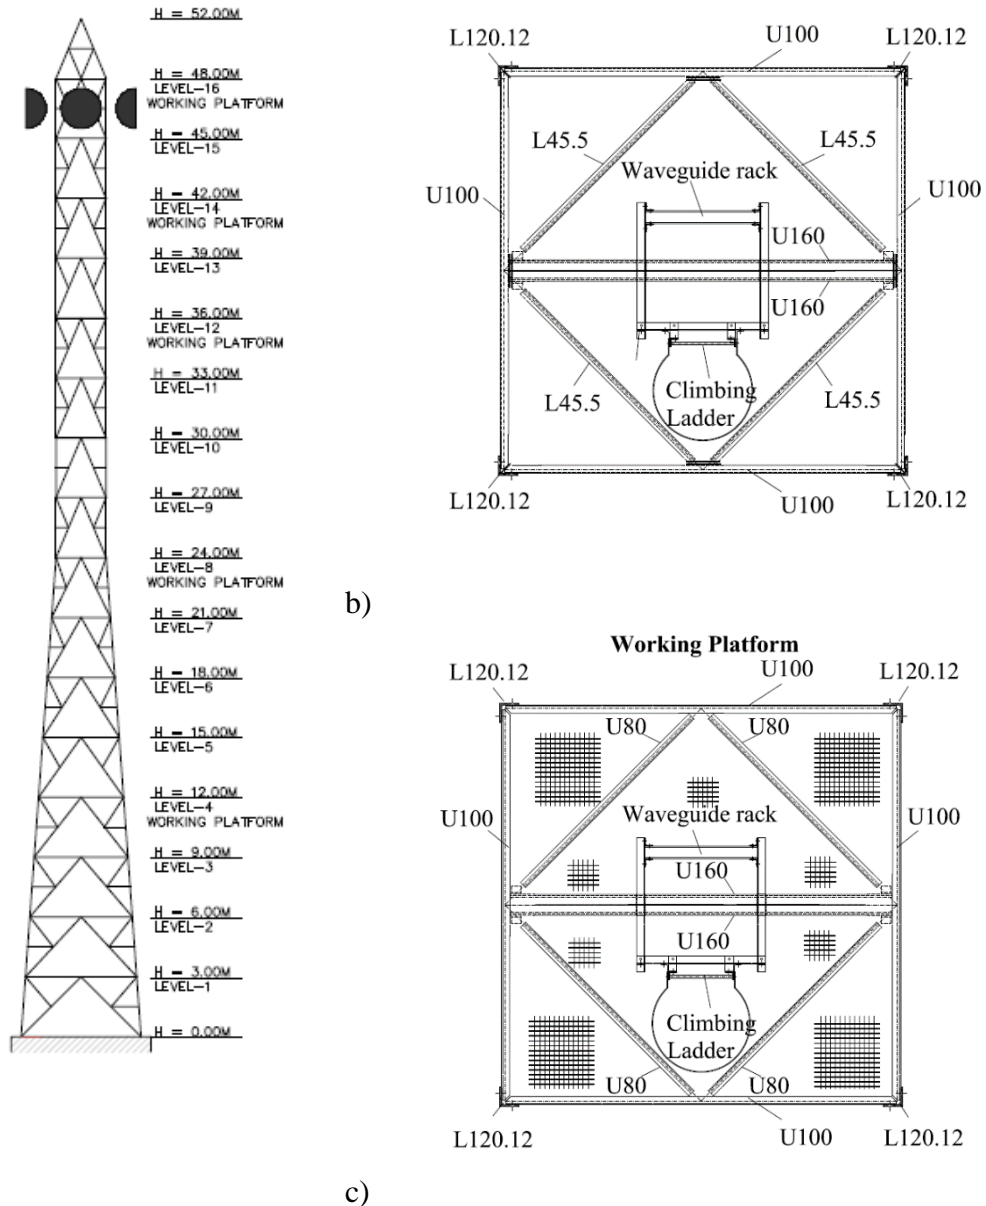 H = 52.00M
H = 48.00M
LEVEL-16
WORKING PLATFORM
H = 45.00M
LEVEL-15
H = 42.00M
LEVEL-14
WORKING PLATFORM
H = 39.00M
LEVEL-13
H = 36.00M
LEVEL-12
WORKING PLATFORM
H = 33.00M
LEVEL-11
H = 30.00M
LEVEL-10
H = 27.00M
LEVEL-9
H = 24.00M
LEVEL-8
WORKING PLATFORM
H = 21.00M
LEVEL-7
H = 18.00M
LEVEL-6
H = 15.00M
LEVEL-5
H = 12.00M
LEVEL-4
WORKING PLATFORM
H = 9.00M
LEVEL-3
H = 6.00M
LEVEL-2
H = 3.00M
LEVEL-1
H = 0.00M
L120.12 U100 L120.12
L45.5 L45.5
Waveguide rack
U100 U100
U160
U160
Climbing
Ladder
L45.5 L45.5
L120.12 U100 L120.12
b)
Working Platform
L120.12 U100 L120.12
U80 U80
Waveguide rack
U100 U100
U160
U160
Climbing
Ladder
U80 U80
L120.12 U100 L120.12
c)